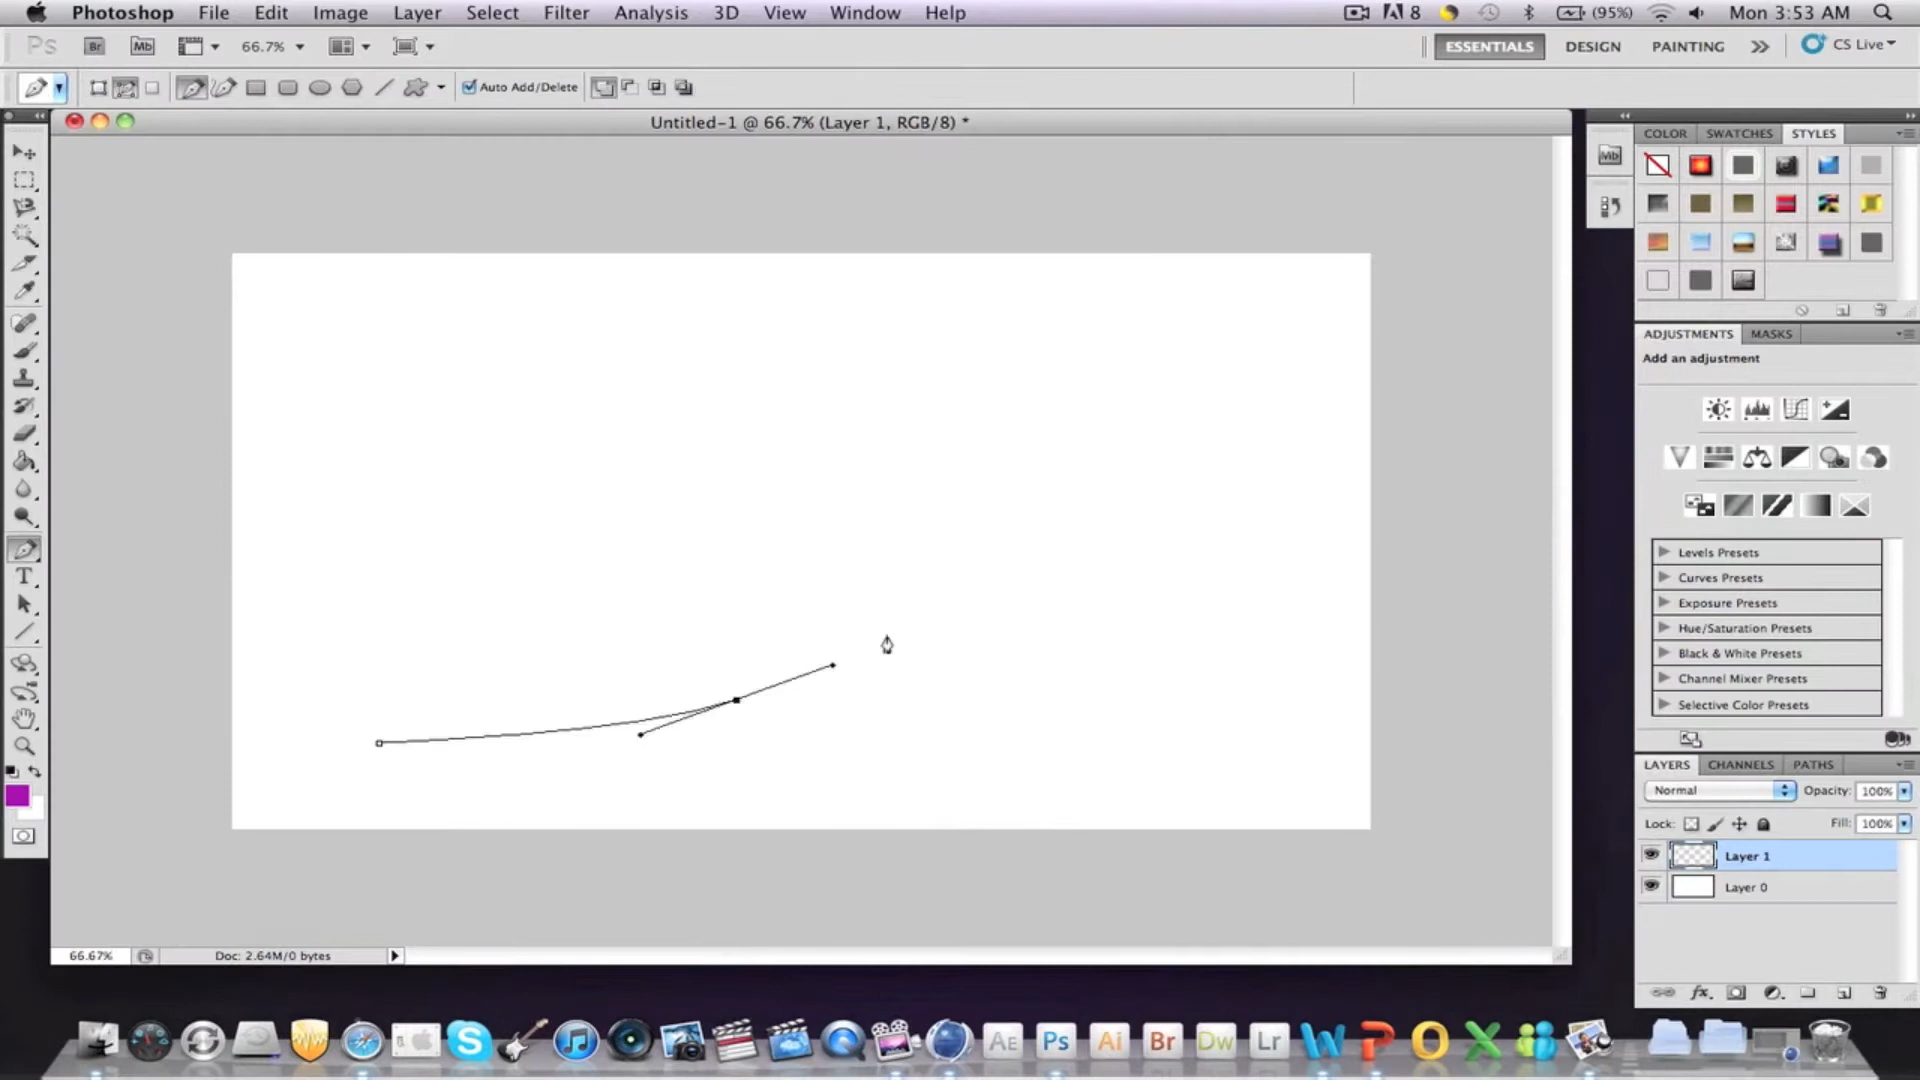 Photoshop File Edit Image Layer Select Filter Analysis 3D View Window Help 8 (95%) Mon 3:53 AM
Ps Br Mb 66.7% ESSENTIALS DESIGN PAINTING CS Live
Auto Add/Delete
Untitled-1 @ 66.7% (Layer 1, RGB/8) *
COLOR SWATCHES STYLES
Mb
ADJUSTMENTS MASKS
Add an adjustment
Levels Presets
Curves Presets
Exposure Presets
Hue/Saturation Presets
Black & White Presets
Channel Mixer Presets
Selective Color Presets
LAYERS CHANNELS PATHS
Normal Opacity: 100%
Lock: Fill: 100%
Layer 1
Layer 0
66.67% Doc: 2.64M/0 bytes
fx
AE Ps Ai Br Dw Lr